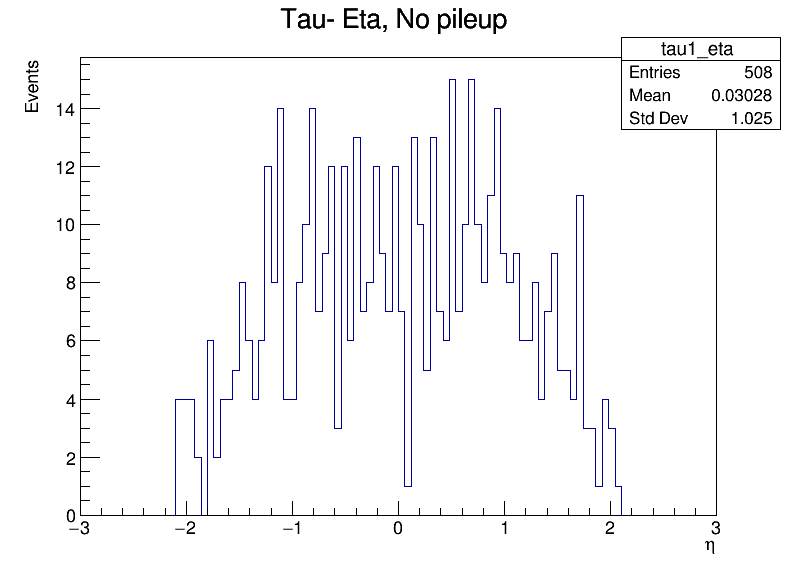 Tau- Eta, No pileup
tau1_eta
Entries 508
Mean 0.03028
Std Dev 1.025
Events
14
12
10
8
6
4
2
0
−3 −2 −1 0 1 2 3
η